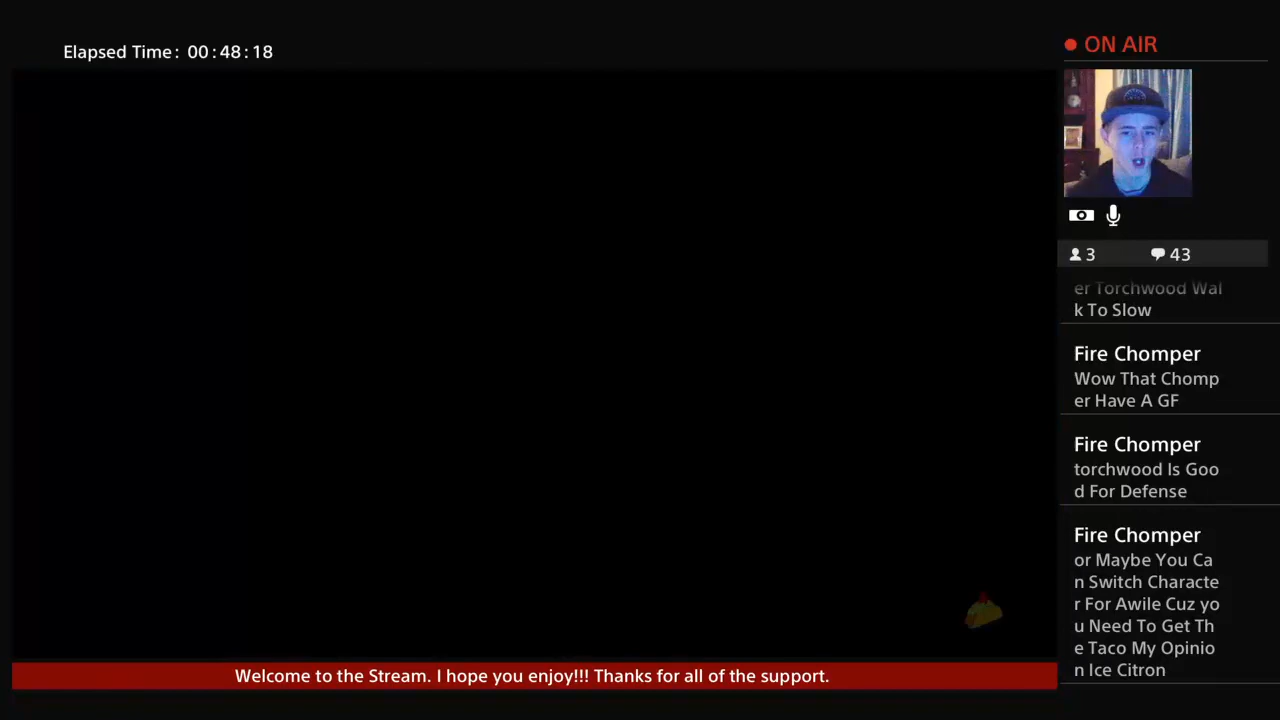 Elapsed Time: 00:48:18
ON AIR
3 43
er Torchwood Wal
k To Slow
Fire Chomper
Wow That Chomp
er Have A GF
Fire Chomper
torchwood Is Goo
d For Defense
Fire Chomper
or Maybe You Ca
n Switch Characte
r For Awile Cuz yo
u Need To Get Th
e Taco My Opinio
n Ice Citron
Welcome to the Stream. I hope you enjoy!!! Thanks for all of the support.